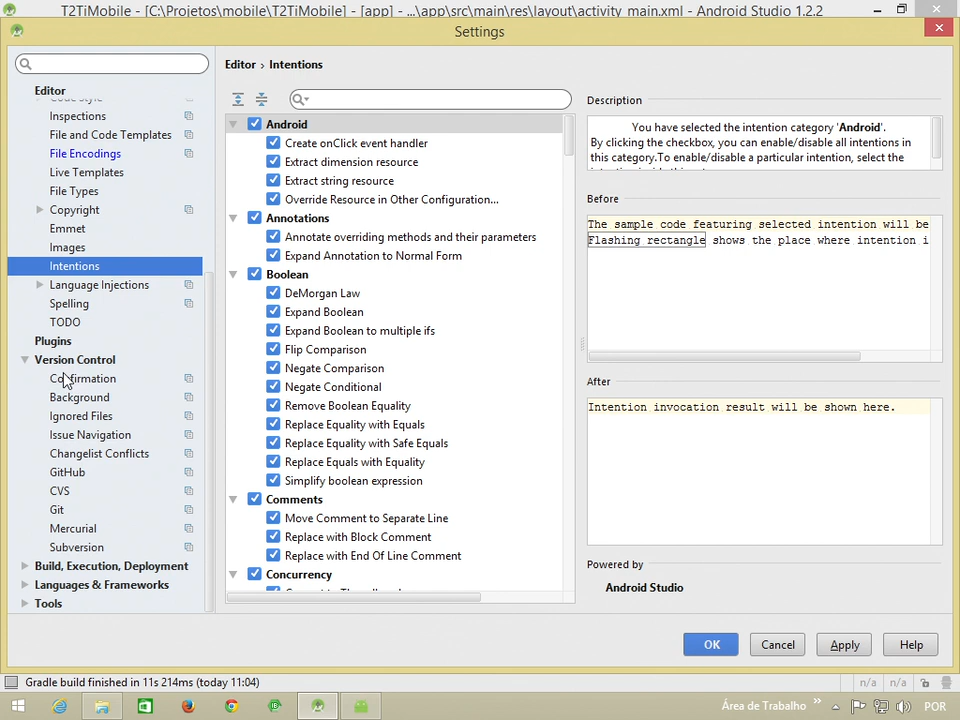 T2TiMobile - [C:\Projetos\mobile\T2TiMobile] - [app] - ...\app\src\main\res\layout\activity_main.xml - Android Studio 1.2.2
Settings
Editor › Intentions
Editor
Code Style
Inspections
File and Code Templates
File Encodings
Live Templates
File Types
Copyright
Emmet
Images
Intentions
Language Injections
Spelling
TODO
Plugins
Version Control
Confirmation
Background
Ignored Files
Issue Navigation
Changelist Conflicts
GitHub
CVS
Git
Mercurial
Subversion
Build, Execution, Deployment
Languages & Frameworks
Tools
Android
Create onClick event handler
Extract dimension resource
Extract string resource
Override Resource in Other Configuration...
Annotations
Annotate overriding methods and their parameters
Expand Annotation to Normal Form
Boolean
DeMorgan Law
Expand Boolean
Expand Boolean to multiple ifs
Flip Comparison
Negate Comparison
Negate Conditional
Remove Boolean Equality
Replace Equality with Equals
Replace Equality with Safe Equals
Replace Equals with Equality
Simplify boolean expression
Comments
Move Comment to Separate Line
Replace with Block Comment
Replace with End Of Line Comment
Concurrency
Description
You have selected the intention category 'Android'.
By clicking the checkbox, you can enable/disable all intentions in
this category.To enable/disable a particular intention, select the
Before
The sample code featuring selected intention will be
Flashing rectangle shows the place where intention i
After
Intention invocation result will be shown here.
Powered by
Android Studio
OK
Cancel
Apply
Help
Gradle build finished in 11s 214ms (today 11:04)
n/a
n/a
Área de Trabalho
POR